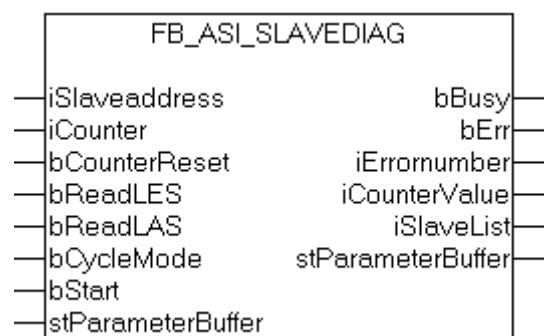 FB_ASI_SLAVEDIAG
iSlaveaddress bBusy
iCounter bErr
bCounterReset iErrornumber
bReadLES iCounterValue
bReadLAS iSlaveList
bCycleMode stParameterBuffer
bStart
stParameterBuffer